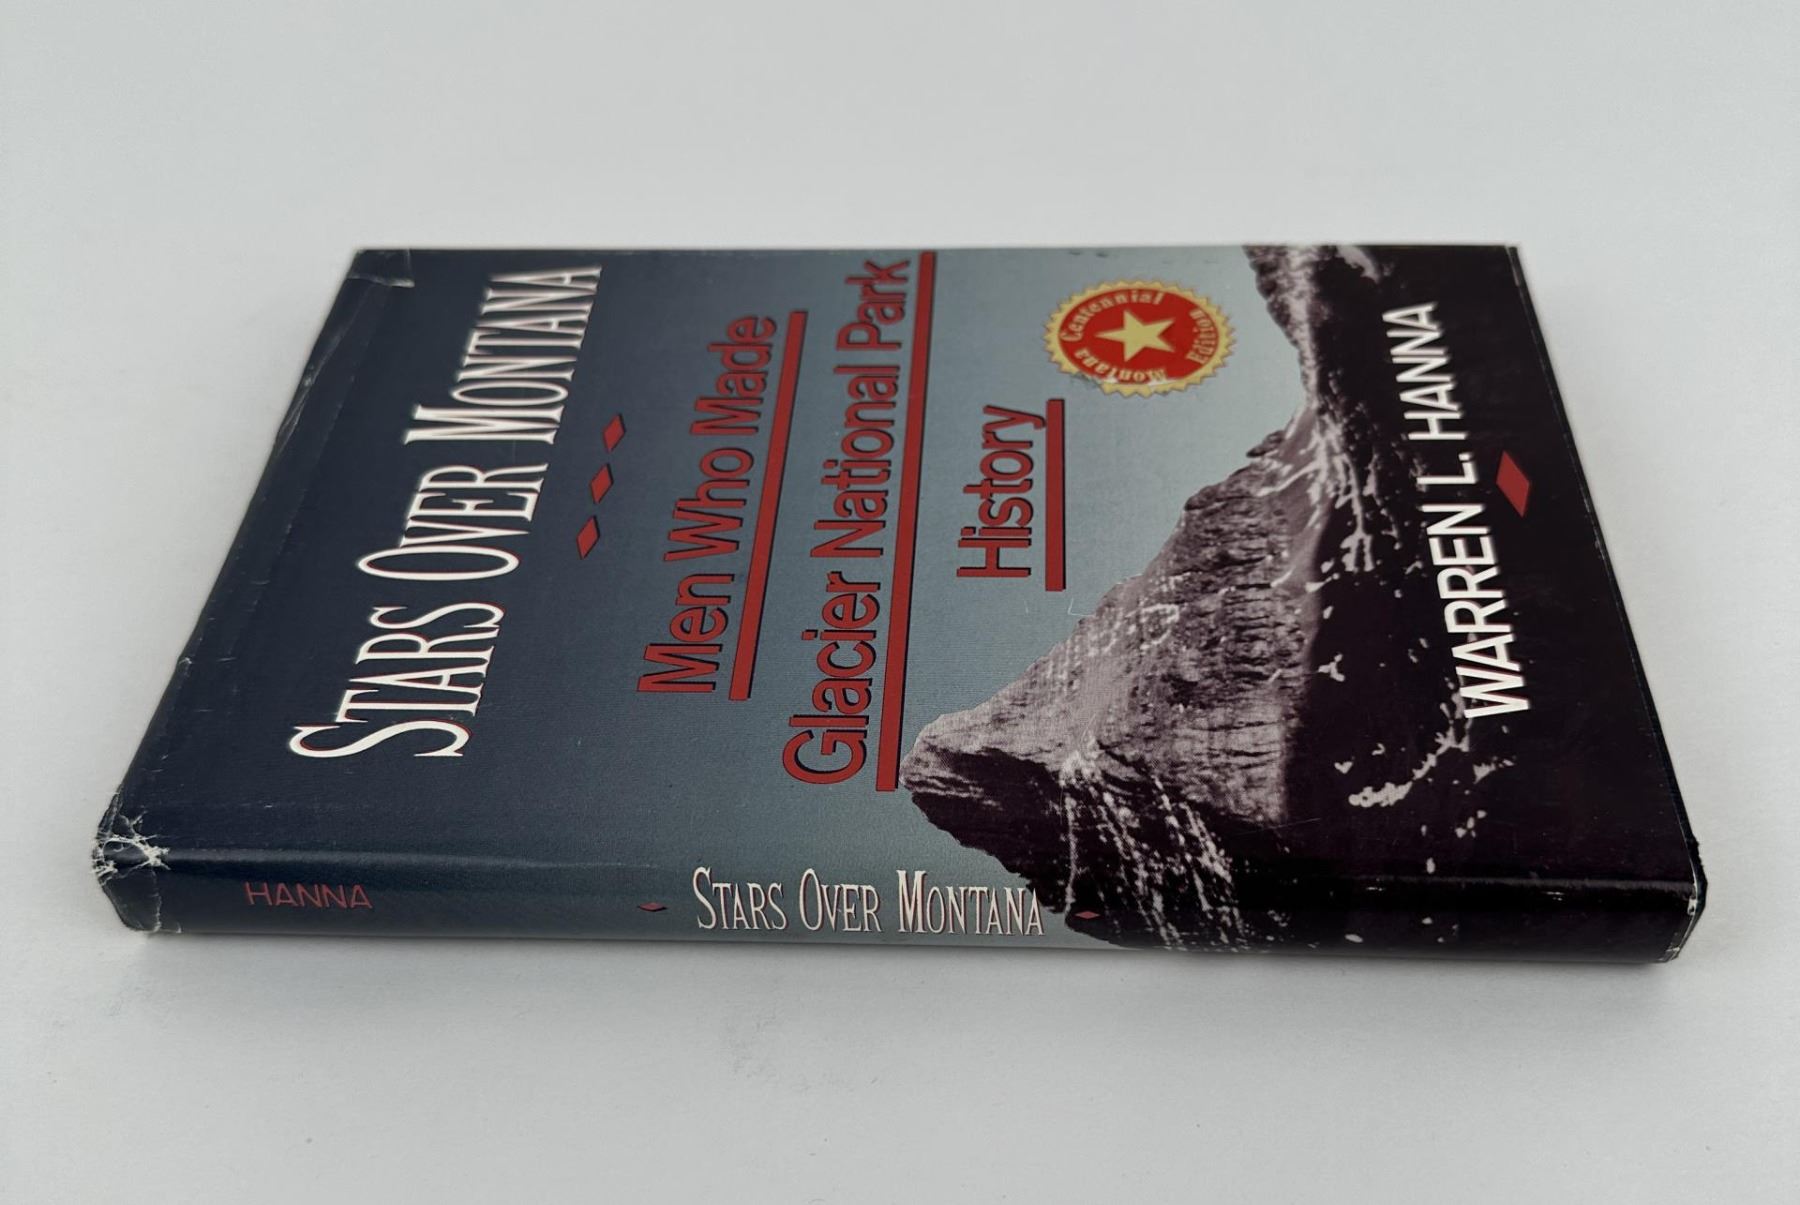 STARS OVER MONTANA
Men Who Made
Glacier National Park
History
Montana Centennial
Edition
WARREN L. HANNA
HANNA
STARS OVER MONTANA